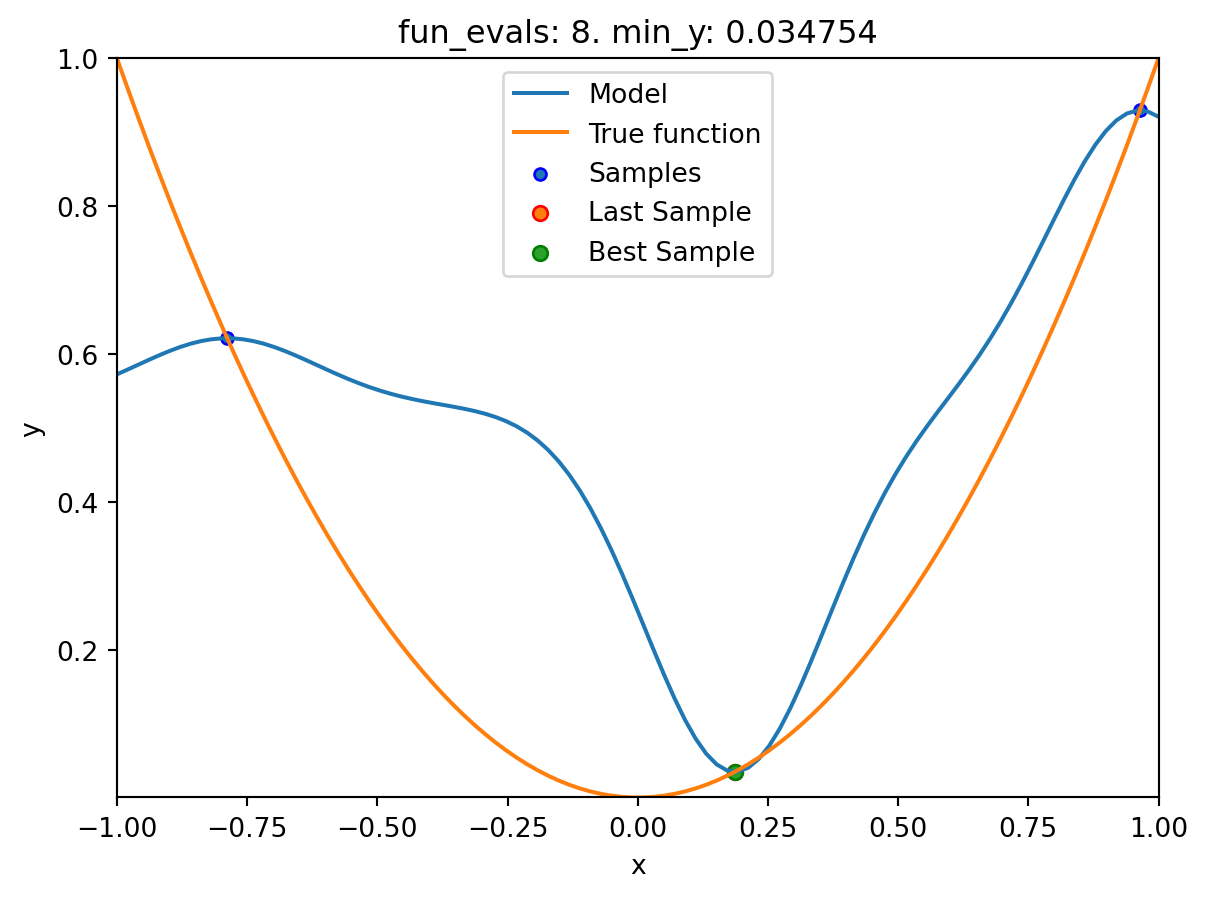 fun_evals: 8. min_y: 0.034754
1.0
0.8
0.6
0.4
0.2
y
Model
True function
Samples
Last Sample
Best Sample
−1.00 −0.75 −0.50 −0.25 0.00 0.25 0.50 0.75 1.00
x